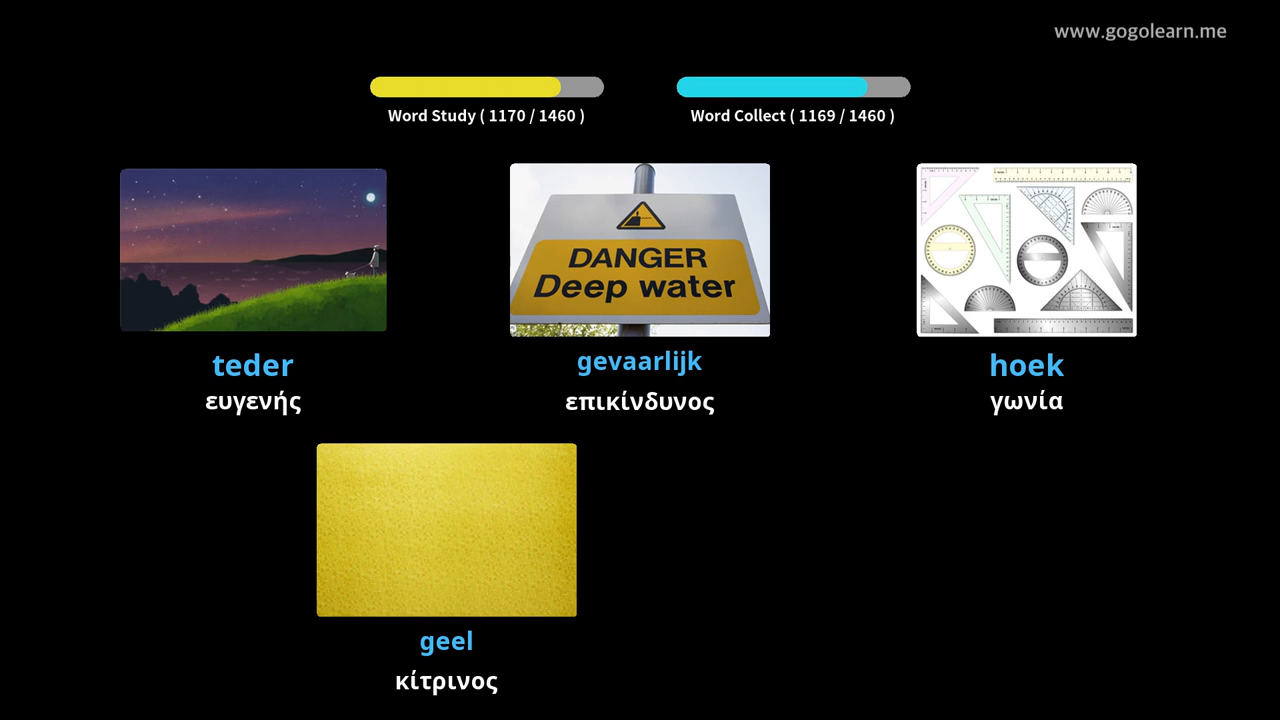 www.gogolearn.me
Word Study ( 1170 / 1460 )
Word Collect ( 1169 / 1460 )
DANGER
Deep water
teder
ευγενής
gevaarlijk
επικίνδυνος
hoek
γωνία
geel
κίτρινος